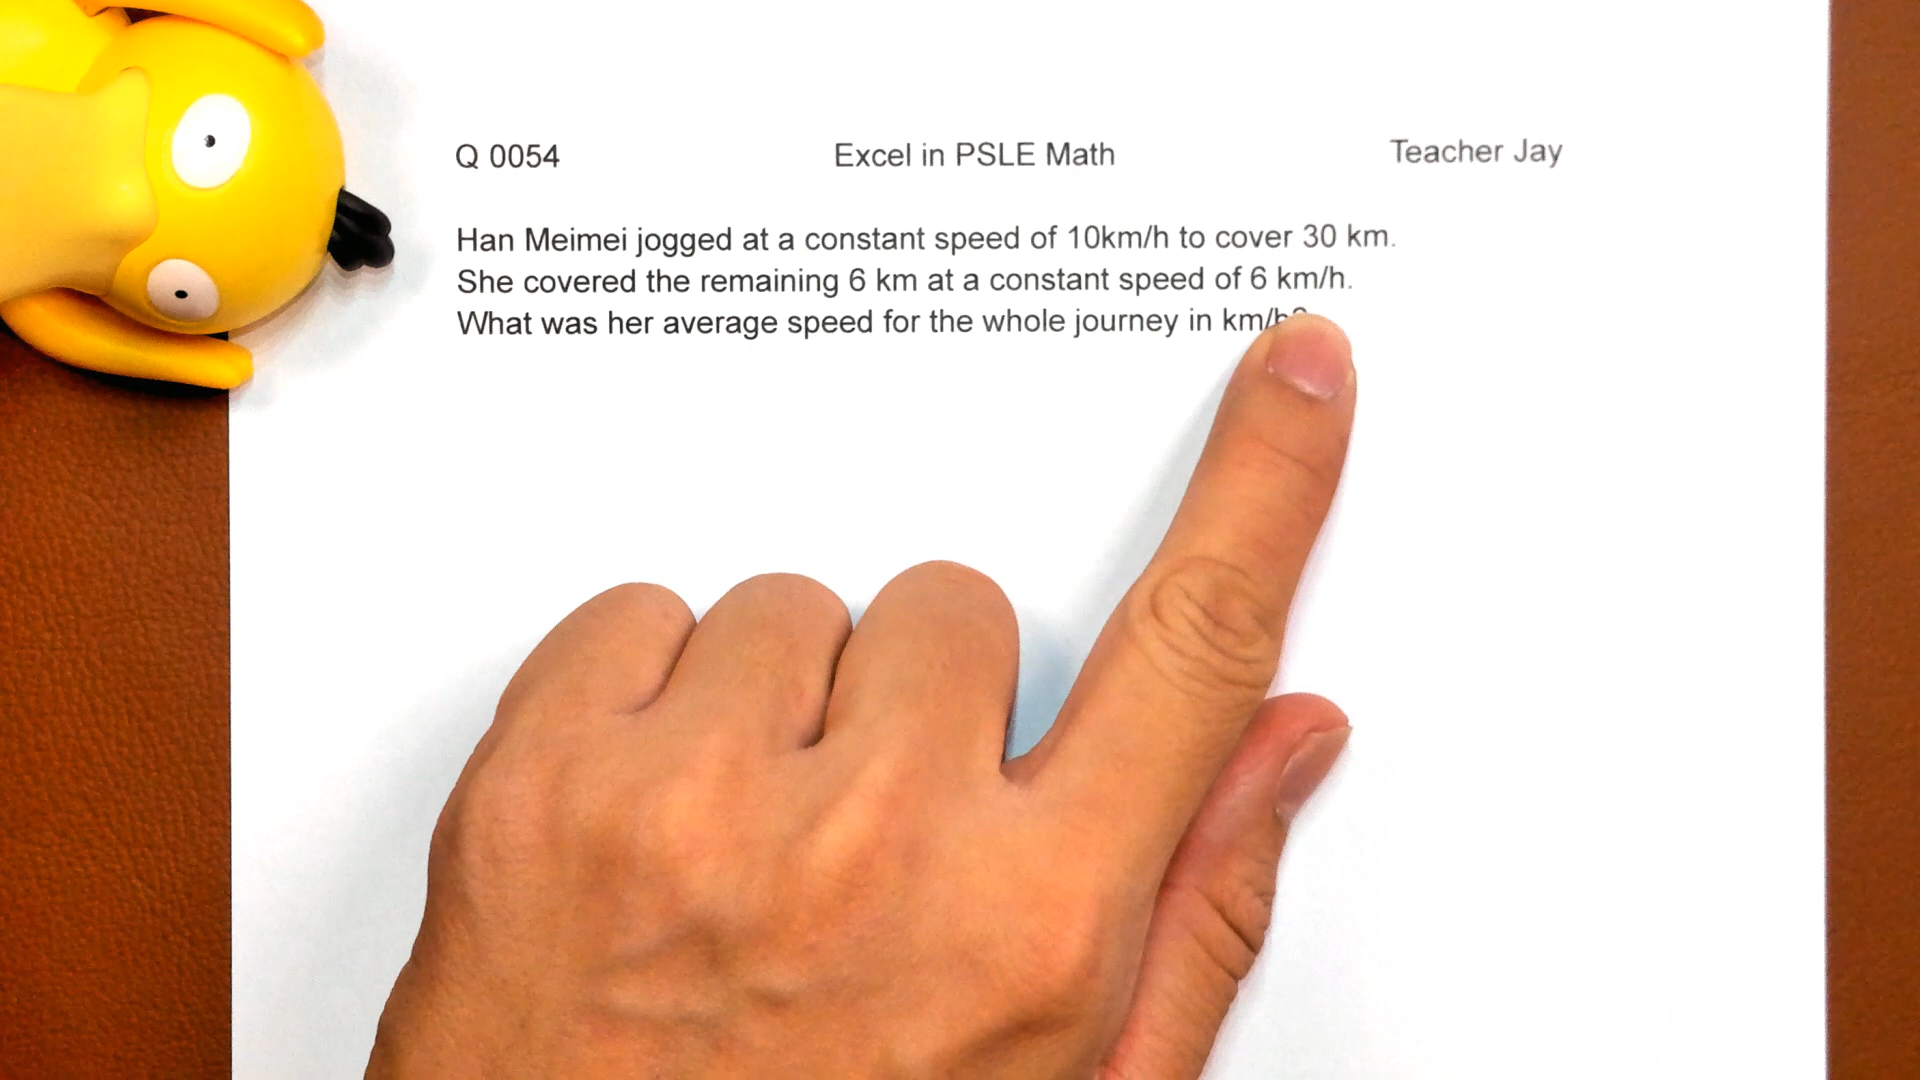 Q 0054 Excel in PSLE Math Teacher Jay
Han Meimei jogged at a constant speed of 10km/h to cover 30 km.
She covered the remaining 6 km at a constant speed of 6 km/h.
What was her average speed for the whole journey in km/h?